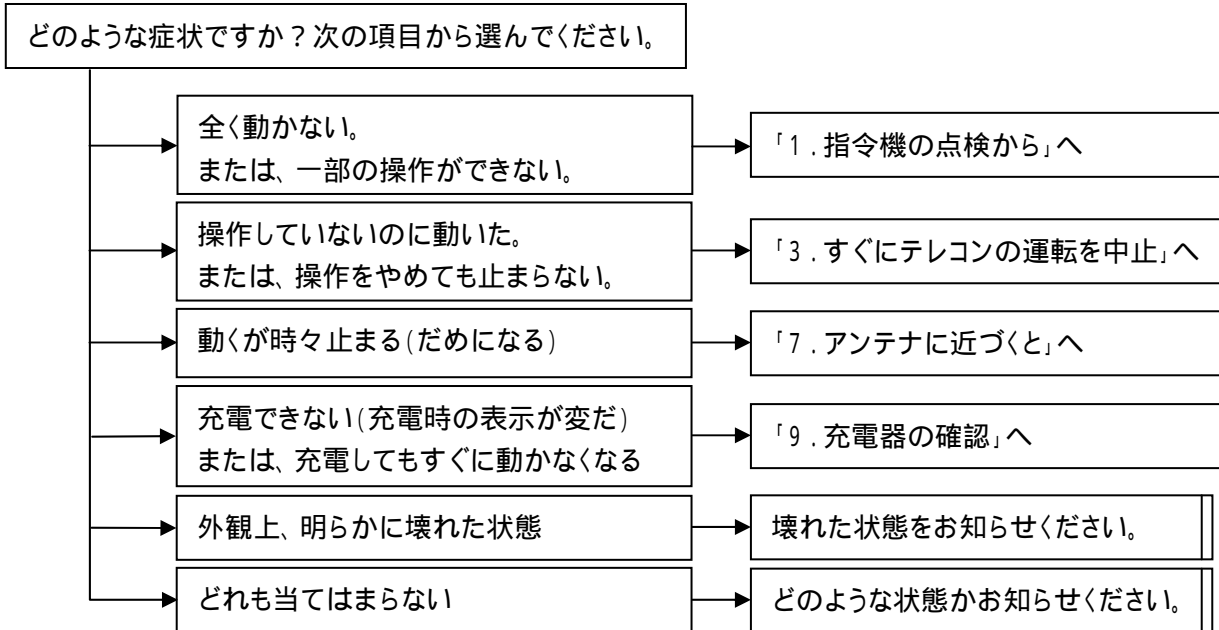 どのような症状ですか？次の項目から選んでください。
全く動かない。
または、一部の操作ができない。
「1．指令機の点検から」へ
操作していないのに動いた。
または、操作をやめても止まらない。
「3．すぐにテレコンの運転を中止」へ
動くが時々止まる(だめになる)
「7．アンテナに近づくと」へ
充電できない(充電時の表示が変だ)
または、充電してもすぐに動かなくなる
「9．充電器の確認」へ
外観上、明らかに壊れた状態
壊れた状態をお知らせください。
どれも当てはまらない
どのような状態かお知らせください。